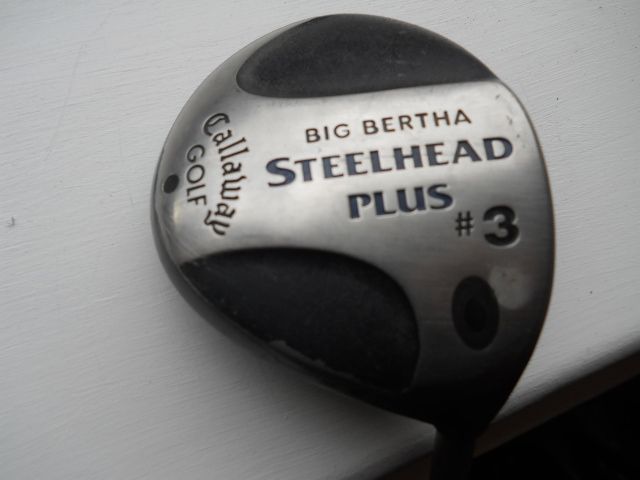 BIG BERTHA
STEELHEAD
PLUS
#3
Callaway
GOLF